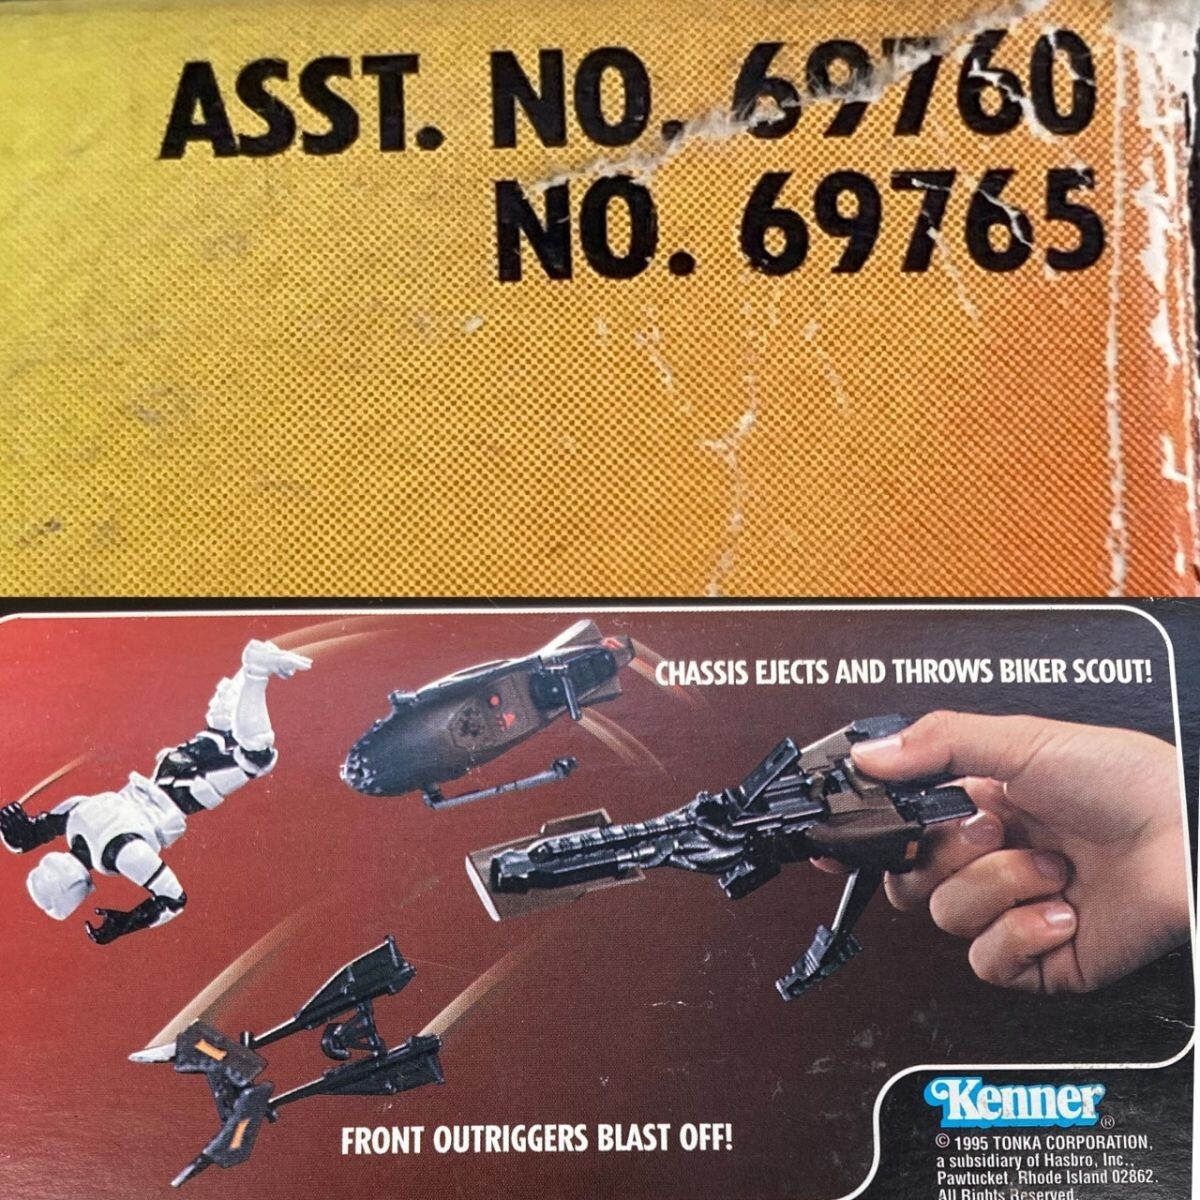 ASST. NO. 69760
NO. 69765
CHASSIS EJECTS AND THROWS BIKER SCOUT!
FRONT OUTRIGGERS BLAST OFF!
Kenner®
© 1995 TONKA CORPORATION,
a subsidiary of Hasbro, Inc.,
Pawtucket, Rhode Island 02862.
All Rights Reserved.